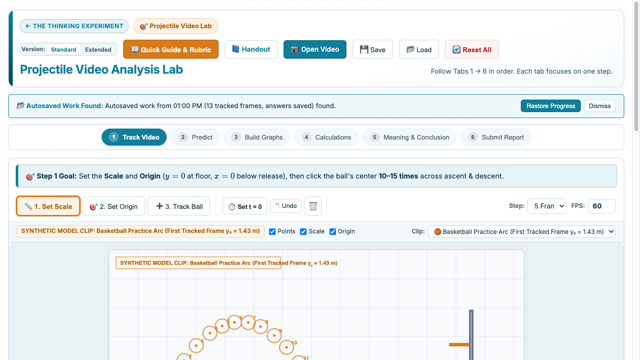 ← THE THINKING EXPERIMENT 🎯 Projectile Video Lab
Version: Standard Extended 📖 Quick Guide & Rubric 📘 Handout 🎬 Open Video 💾 Save 📂 Load 🔄 Reset All
Projectile Video Analysis Lab
Follow Tabs 1 → 6 in order. Each tab focuses on one step.
📂 Autosaved Work Found: Autosaved work from 01:00 PM (13 tracked frames, answers saved) found. Restore Progress Dismiss
1 Track Video 2 Predict 3 Build Graphs 4 Calculations 5 Meaning & Conclusion 6 Submit Report
🎯 Step 1 Goal: Set the Scale and Origin (y = 0 at floor, x = 0 below release), then click the ball's center 10–15 times across ascent & descent.
📏 1. Set Scale 🎯 2. Set Origin ➕ 3. Track Ball ⏱ Set t = 0 ↶ Undo 🗑 Step: 5 Fran FPS: 60
SYNTHETIC MODEL CLIP: Basketball Practice Arc (First Tracked Frame y₀ = 1.43 m) Points Scale Origin Clip: 🏀 Basketball Practice Arc (First Tracked Frame y₀ = 1.43 m)
SYNTHETIC MODEL CLIP: Basketball Practice Arc (First Tracked Frame y₀ = 1.43 m)